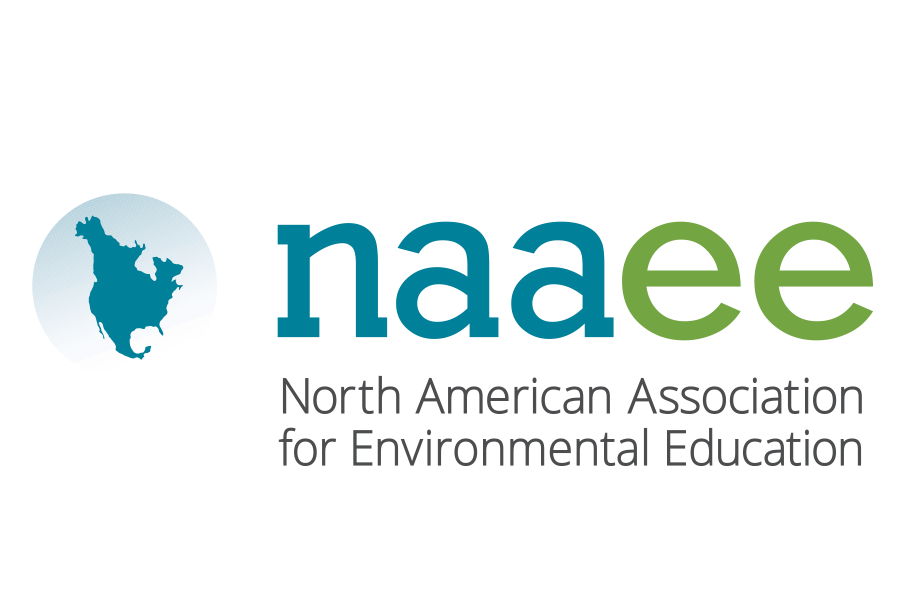 naaee
North American Association
for Environmental Education